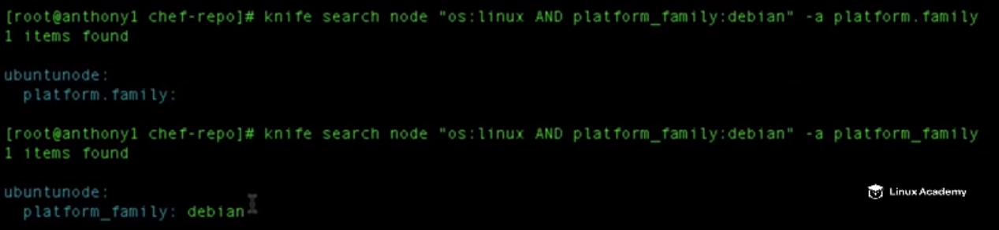 [root@anthony1 chef-repo]# knife search node "os:linux AND platform_family:debian" -a platform.family
1 items found
ubuntunode:
platform.family:
[root@anthony1 chef-repo]# knife search node "os:linux AND platform_family:debian" -a platform_family
1 items found
ubuntunode:
platform_family: debian
Linux Academy